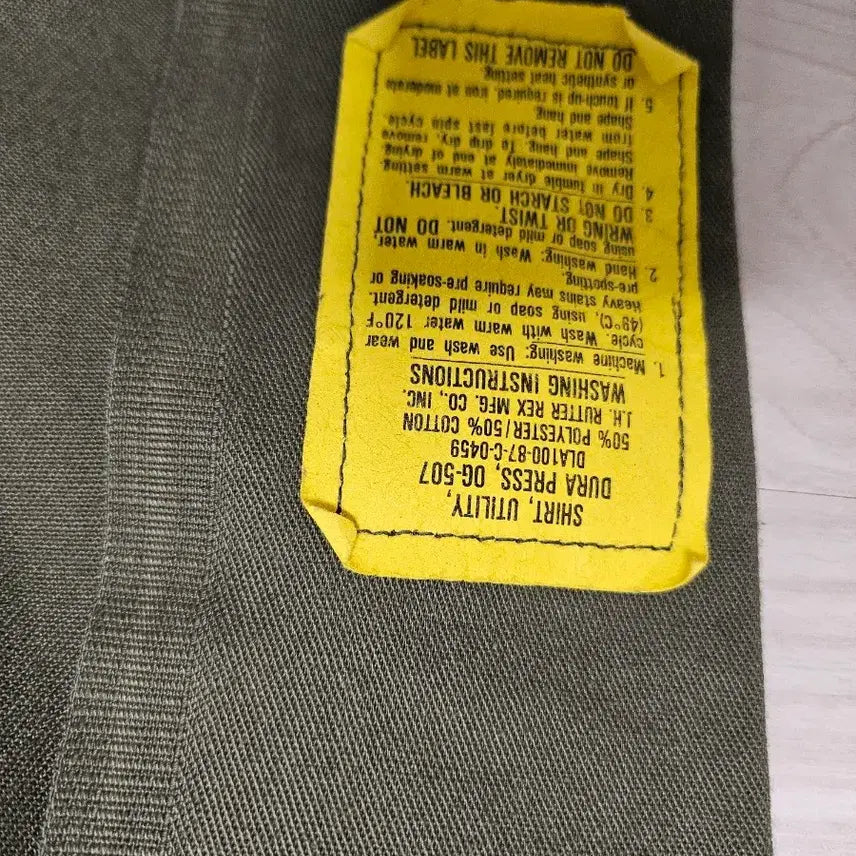 SHIRT, UTILITY,
DURA PRESS, OG-507
DLA100-87-C-0459
50% POLYESTER/50% COTTON
J.H. RUTTER REX MFG. CO., INC.
WASHING INSTRUCTIONS
1. Machine washing: Use wash and wear
cycle. Wash with warm water 120°F
(49°C), using soap or mild detergent.
Heavy stains may require pre-soaking or
pre-spotting.
2. Hand washing: Wash in warm water,
using soap or mild detergent. DO NOT
WRING OR TWIST.
3. DO NOT STARCH OR BLEACH.
4. Dry in tumble dryer at warm setting.
Remove immediately at end of drying.
Shape and hang. To drip dry, remove
from water before last spin cycle.
Shape and hang.
5. If touch-up is required, iron at moderate
or synthetic heat setting
DO NOT REMOVE THIS LABEL